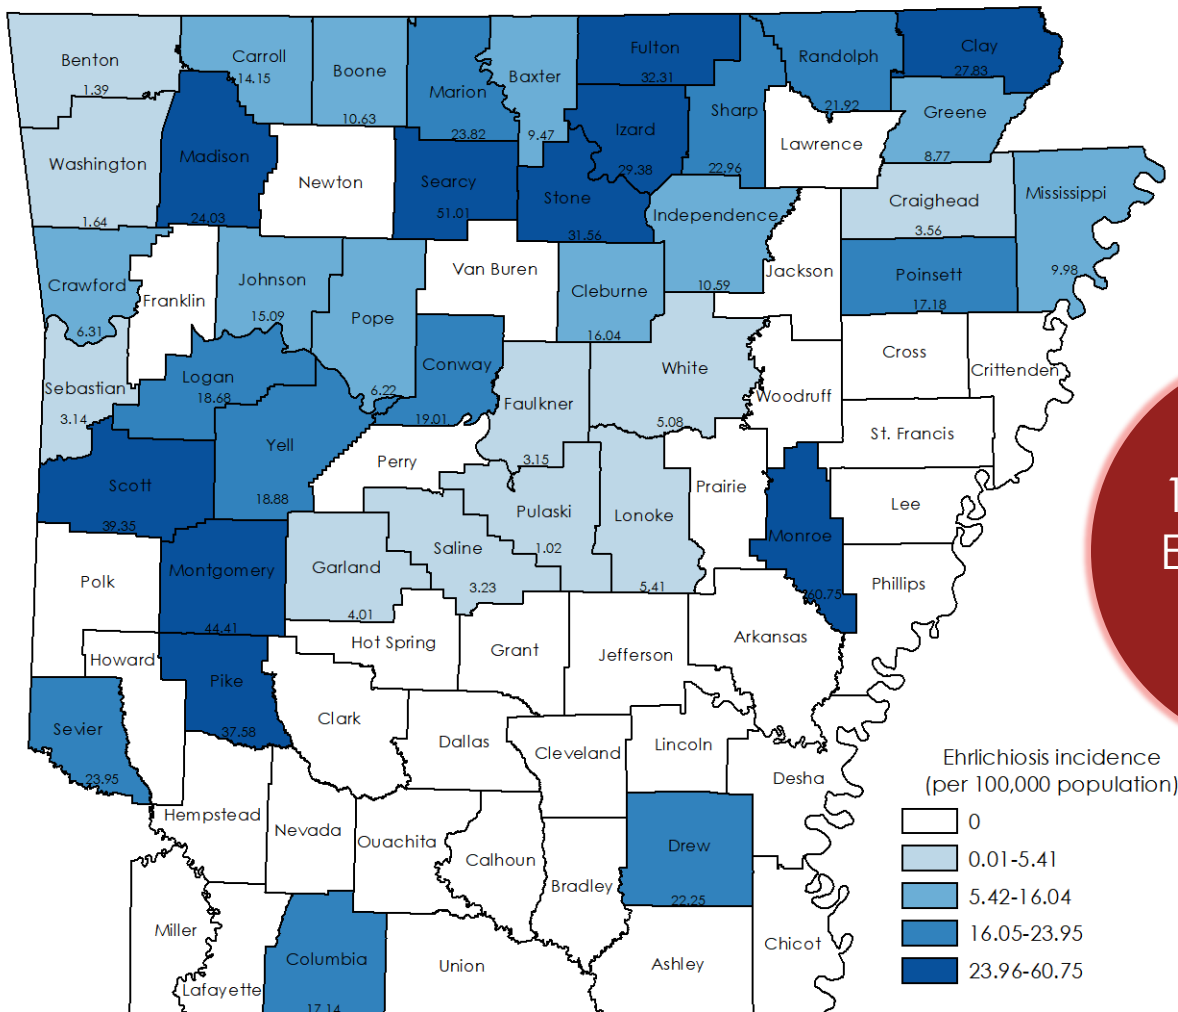 Benton
1.39
Carroll
14.15
Boone
10.63
Marion
23.82
Baxter
9.47
Fulton
32.31
Sharp
22.96
Randolph
21.92
Clay
27.83
Greene
8.77
Lawrence
Izard
29.38
Washington
1.64
Madison
24.03
Newton
Searcy
51.01
Stone
31.56
Independence
10.59
Craighead
3.56
Mississippi
9.98
Crawford
6.31
Franklin
Johnson
15.09
Pope
6.22
Van Buren
Cleburne
16.04
Jackson
Poinsett
17.18
Sebastian
3.14
Logan
18.68
Conway
19.01
Faulkner
3.15
White
5.08
Woodruff
Cross
Crittenden
St. Francis
Scott
39.35
Yell
18.88
Perry
Pulaski
1.02
Lonoke
5.41
Prairie
Monroe
60.75
Lee
Phillips
Polk
Montgomery
44.41
Garland
4.01
Saline
3.23
Hot Spring
Grant
Jefferson
Arkansas
Howard
Pike
37.58
Sevier
23.95
Clark
Dallas
Cleveland
Lincoln
Desha
Hempstead
Nevada
Ouachita
Calhoun
Bradley
Drew
22.25
Miller
Lafayette
Columbia
17.14
Union
Ashley
Chicot
Ehrlichiosis incidence
(per 100,000 population)
0
0.01-5.41
5.42-16.04
16.05-23.95
23.96-60.75